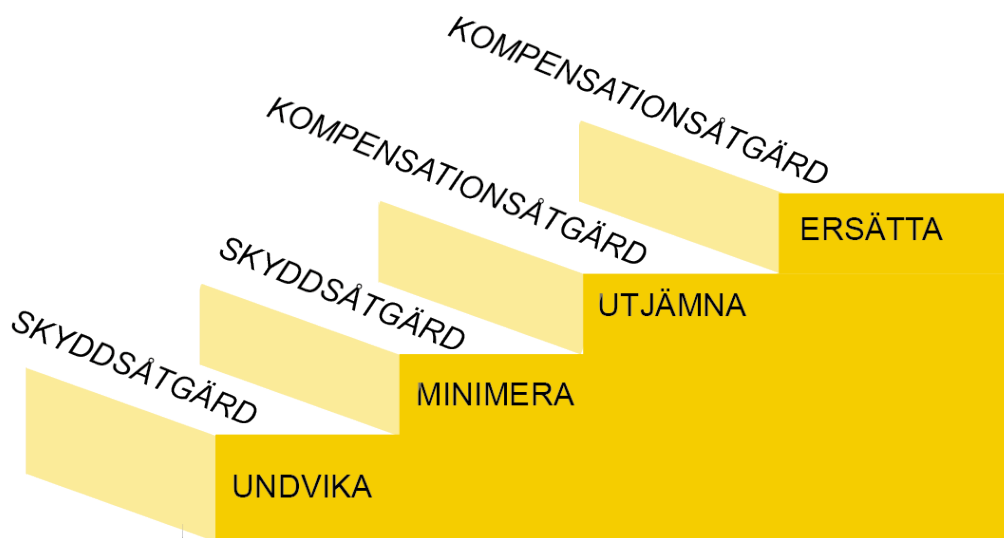 KOMPENSATIONSÅTGÄRD
ERSÄTTA
KOMPENSATIONSÅTGÄRD
UTJÄMNA
SKYDDSÅTGÄRD
MINIMERA
SKYDDSÅTGÄRD
UNDVIKA